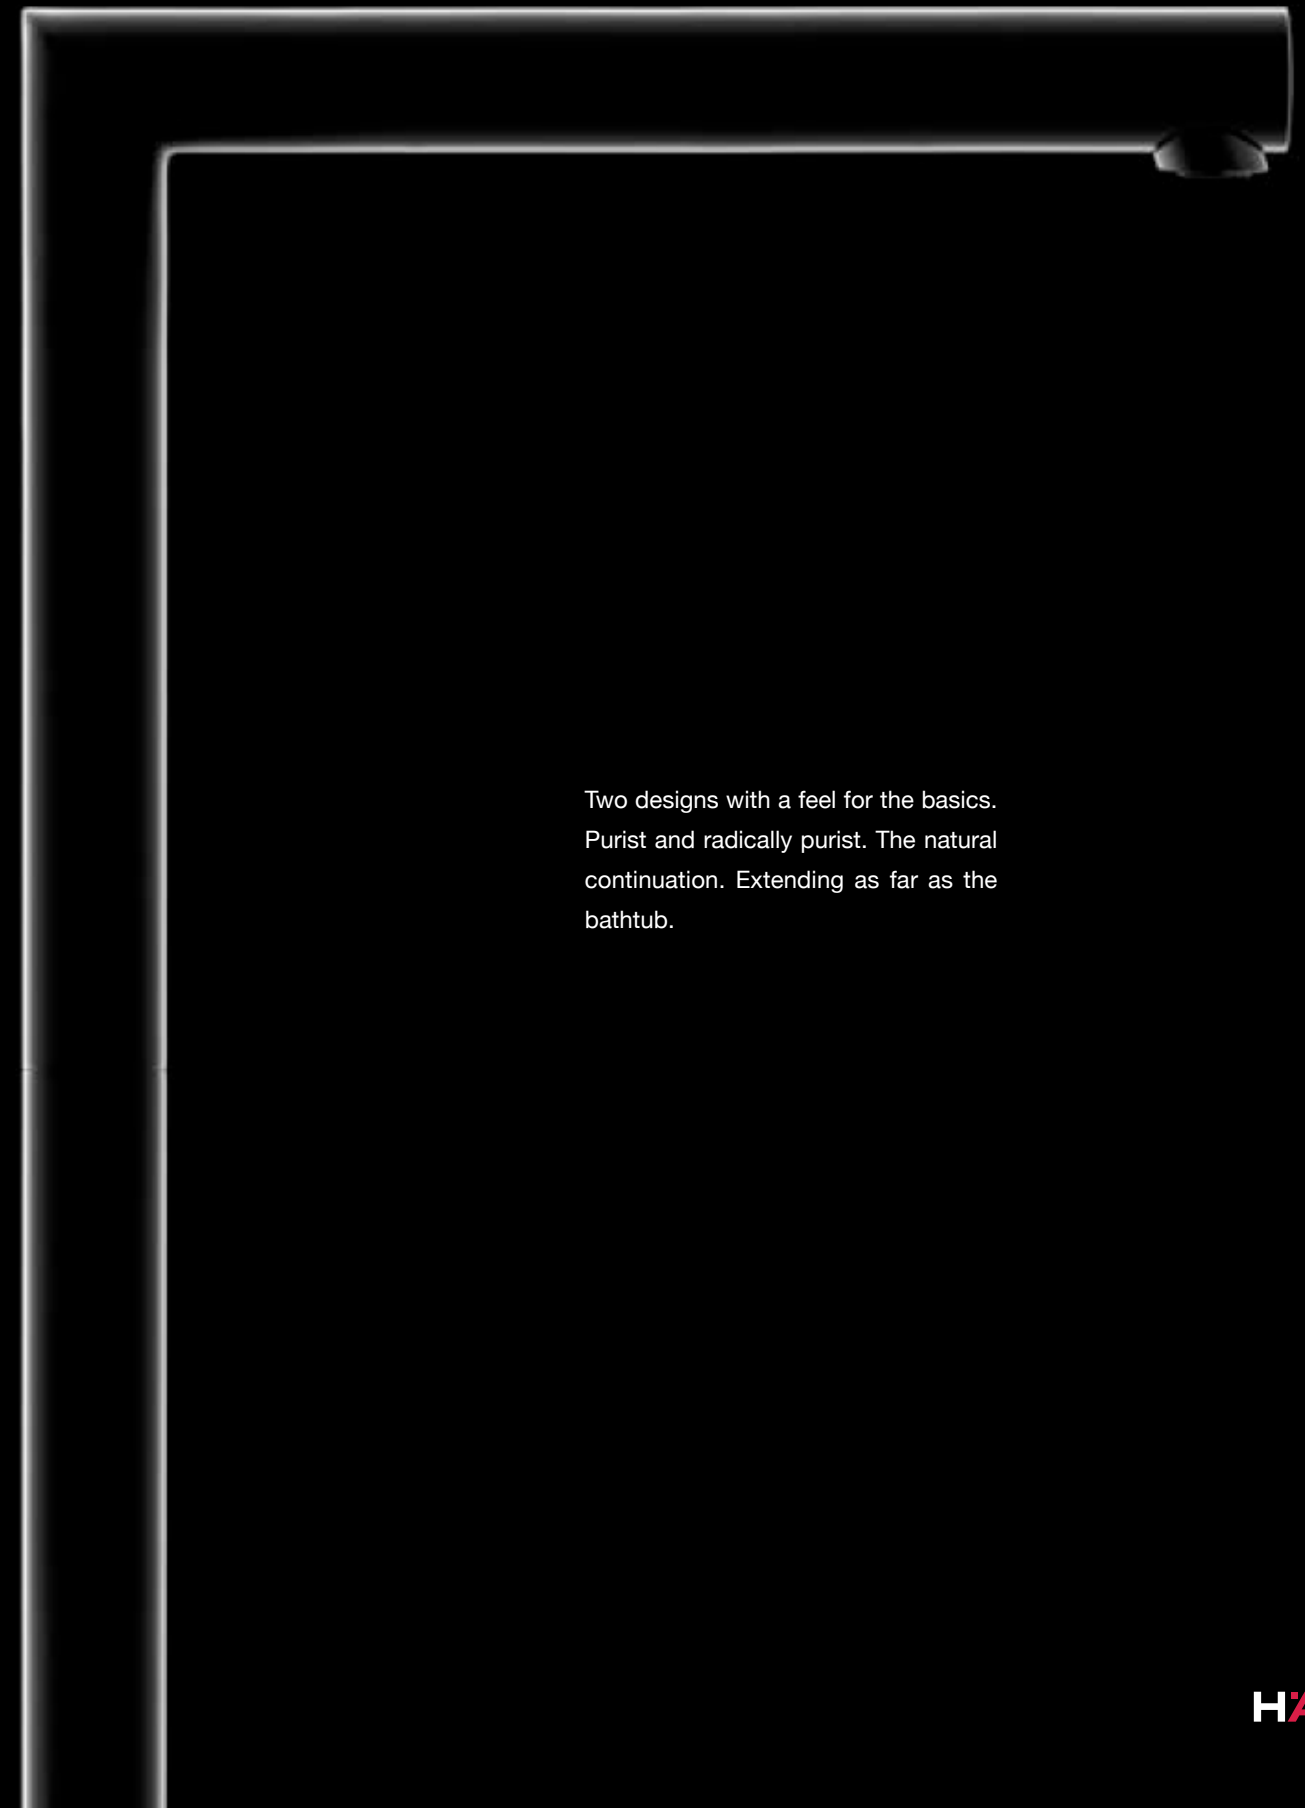 Two designs with a feel for the basics.
Purist and radically purist. The natural
continuation. Extending as far as the
bathtub.